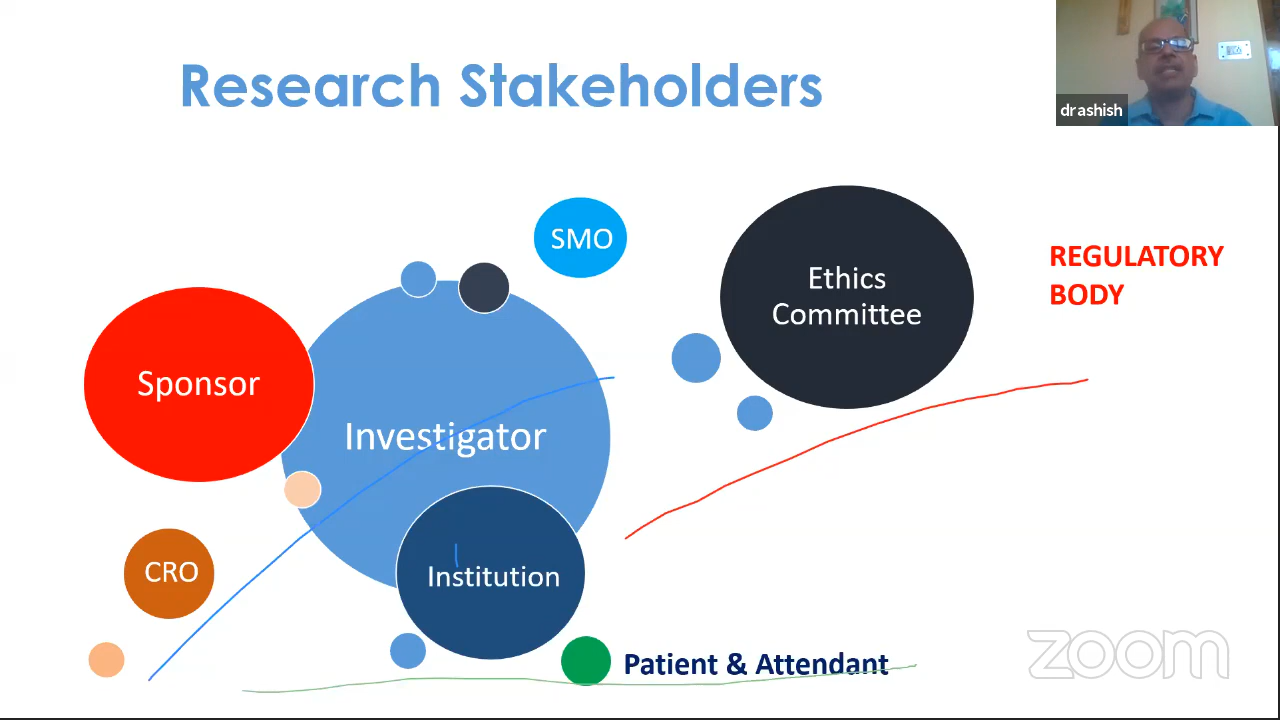 Research Stakeholders
drashish
SMO
Ethics
Committee
REGULATORY
BODY
Sponsor
Investigator
CRO
Institution
Patient & Attendant
zoom